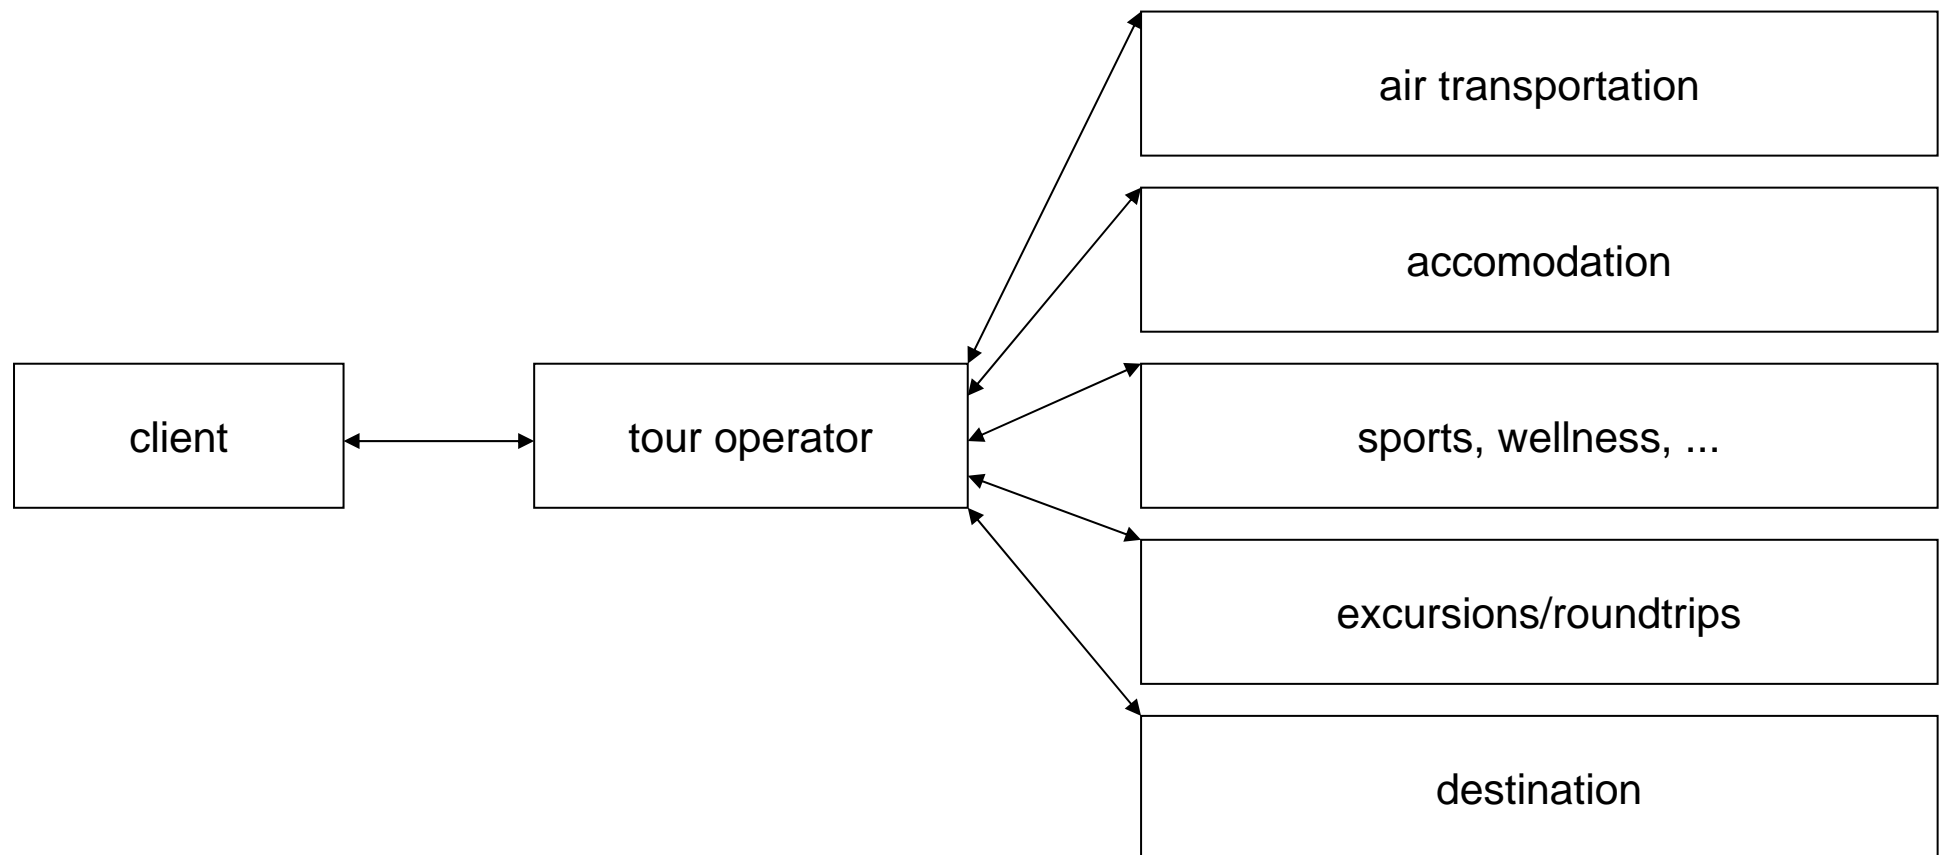 air transportation
accomodation
client
tour operator
sports, wellness, ...
excursions/roundtrips
destination